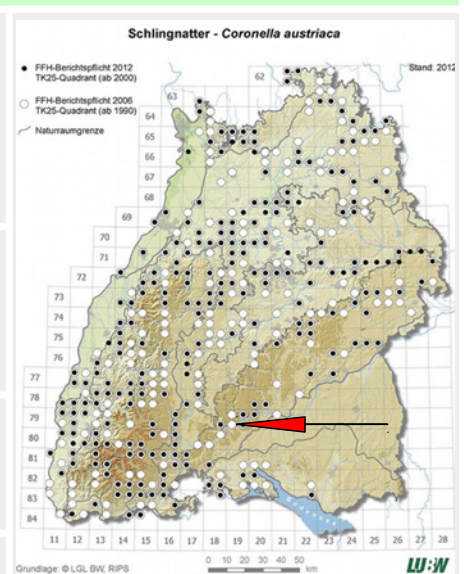 Schlingnatter - Coronella austriaca
FFH-Berichtspflicht 2012
TK25-Quadrant (ab 2000)
Stand: 2012
FFH-Berichtspflicht 2006
TK25-Quadrant (ab 1990)
Naturraumgrenze
62
63
64
65
66
67
68
69
70
71
72
73
74
75
76
77
78
79
80
81
82
83
84
11 12 13 14 15 16 17 18 19 20 21 22 23 24 25 26 27 28
0 10 20 30 40 50
km
Grundlage: © LGL BW, RIPS
LUBW